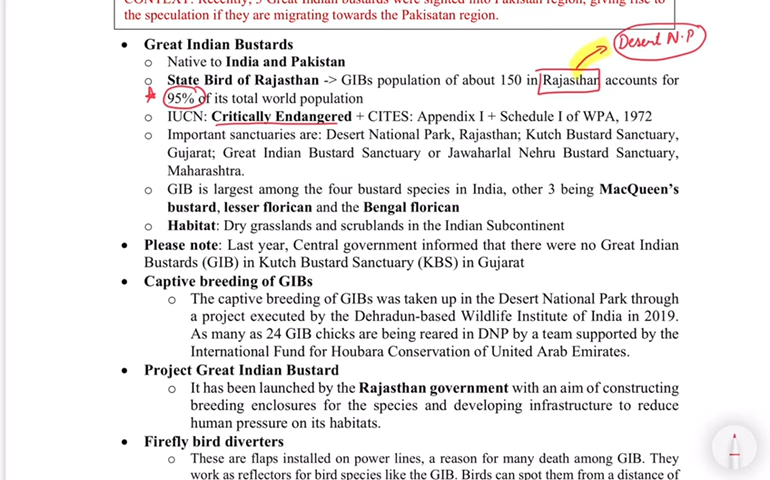 CONTEXT: Recently, 3 Great Indian bustards were sighted into Pakistan region, giving rise to
the speculation if they are migrating towards the Pakisatan region.
Desert N.P
• Great Indian Bustards
o Native to India and Pakistan
o State Bird of Rajasthan -> GIBs population of about 150 in Rajasthan accounts for
95% of its total world population
o IUCN: Critically Endangered + CITES: Appendix I + Schedule I of WPA, 1972
o Important sanctuaries are: Desert National Park, Rajasthan; Kutch Bustard Sanctuary,
Gujarat; Great Indian Bustard Sanctuary or Jawaharlal Nehru Bustard Sanctuary,
Maharashtra.
o GIB is largest among the four bustard species in India, other 3 being MacQueen's
bustard, lesser florican and the Bengal florican
o Habitat: Dry grasslands and scrublands in the Indian Subcontinent
• Please note: Last year, Central government informed that there were no Great Indian
Bustards (GIB) in Kutch Bustard Sanctuary (KBS) in Gujarat
• Captive breeding of GIBs
o The captive breeding of GIBs was taken up in the Desert National Park through
a project executed by the Dehradun-based Wildlife Institute of India in 2019.
As many as 24 GIB chicks are being reared in DNP by a team supported by the
International Fund for Houbara Conservation of United Arab Emirates.
• Project Great Indian Bustard
o It has been launched by the Rajasthan government with an aim of constructing
breeding enclosures for the species and developing infrastructure to reduce
human pressure on its habitats.
• Firefly bird diverters
o These are flaps installed on power lines, a reason for many death among GIB. They
work as reflectors for bird species like the GIB. Birds can spot them from a distance of